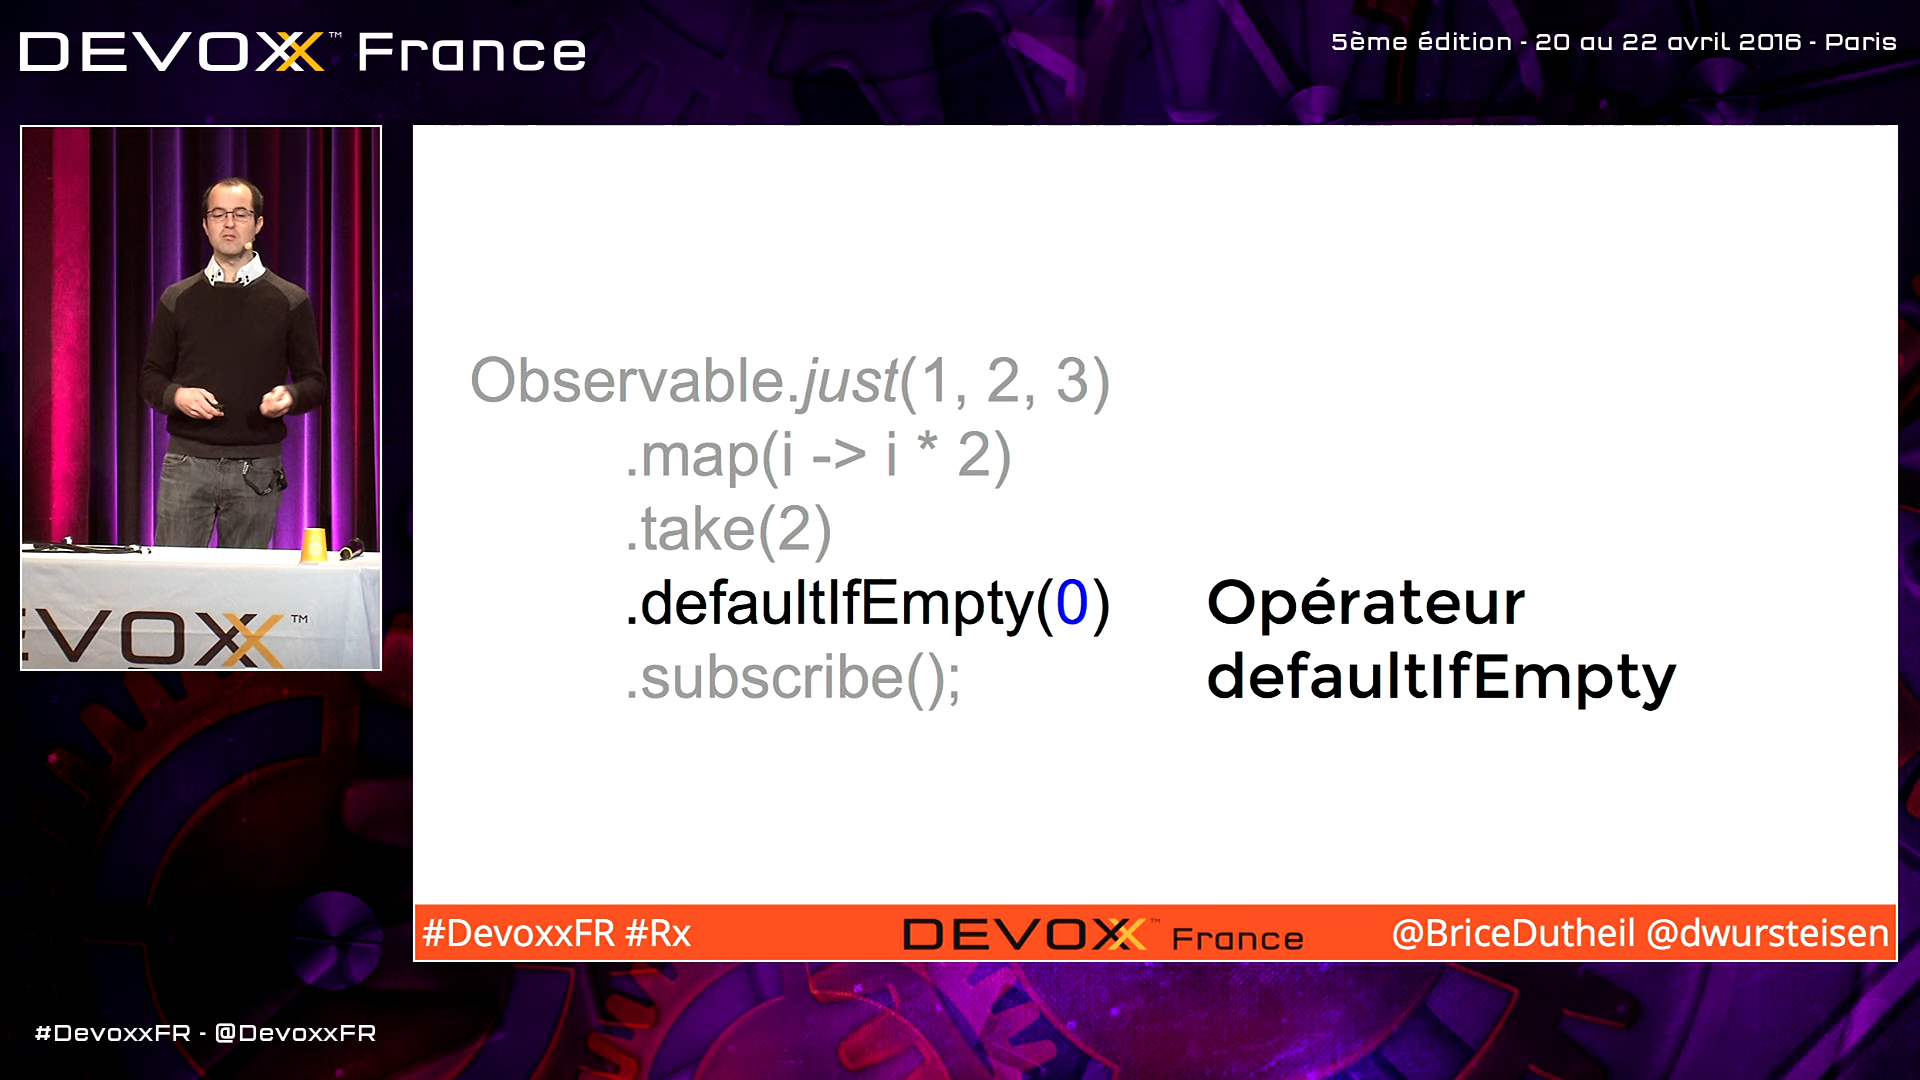 DEVOXX™ France
5ème édition - 20 au 22 avril 2016 - Paris
EVOXX™
Observable.just(1, 2, 3)
.map(i -> i * 2)
.take(2)
.defaultIfEmpty(0)
.subscribe();
Opérateur
defaultIfEmpty
#DevoxxFR #Rx
DEVOXX™ France
@BriceDutheil @dwursteisen
#DevoxxFR - @DevoxxFR